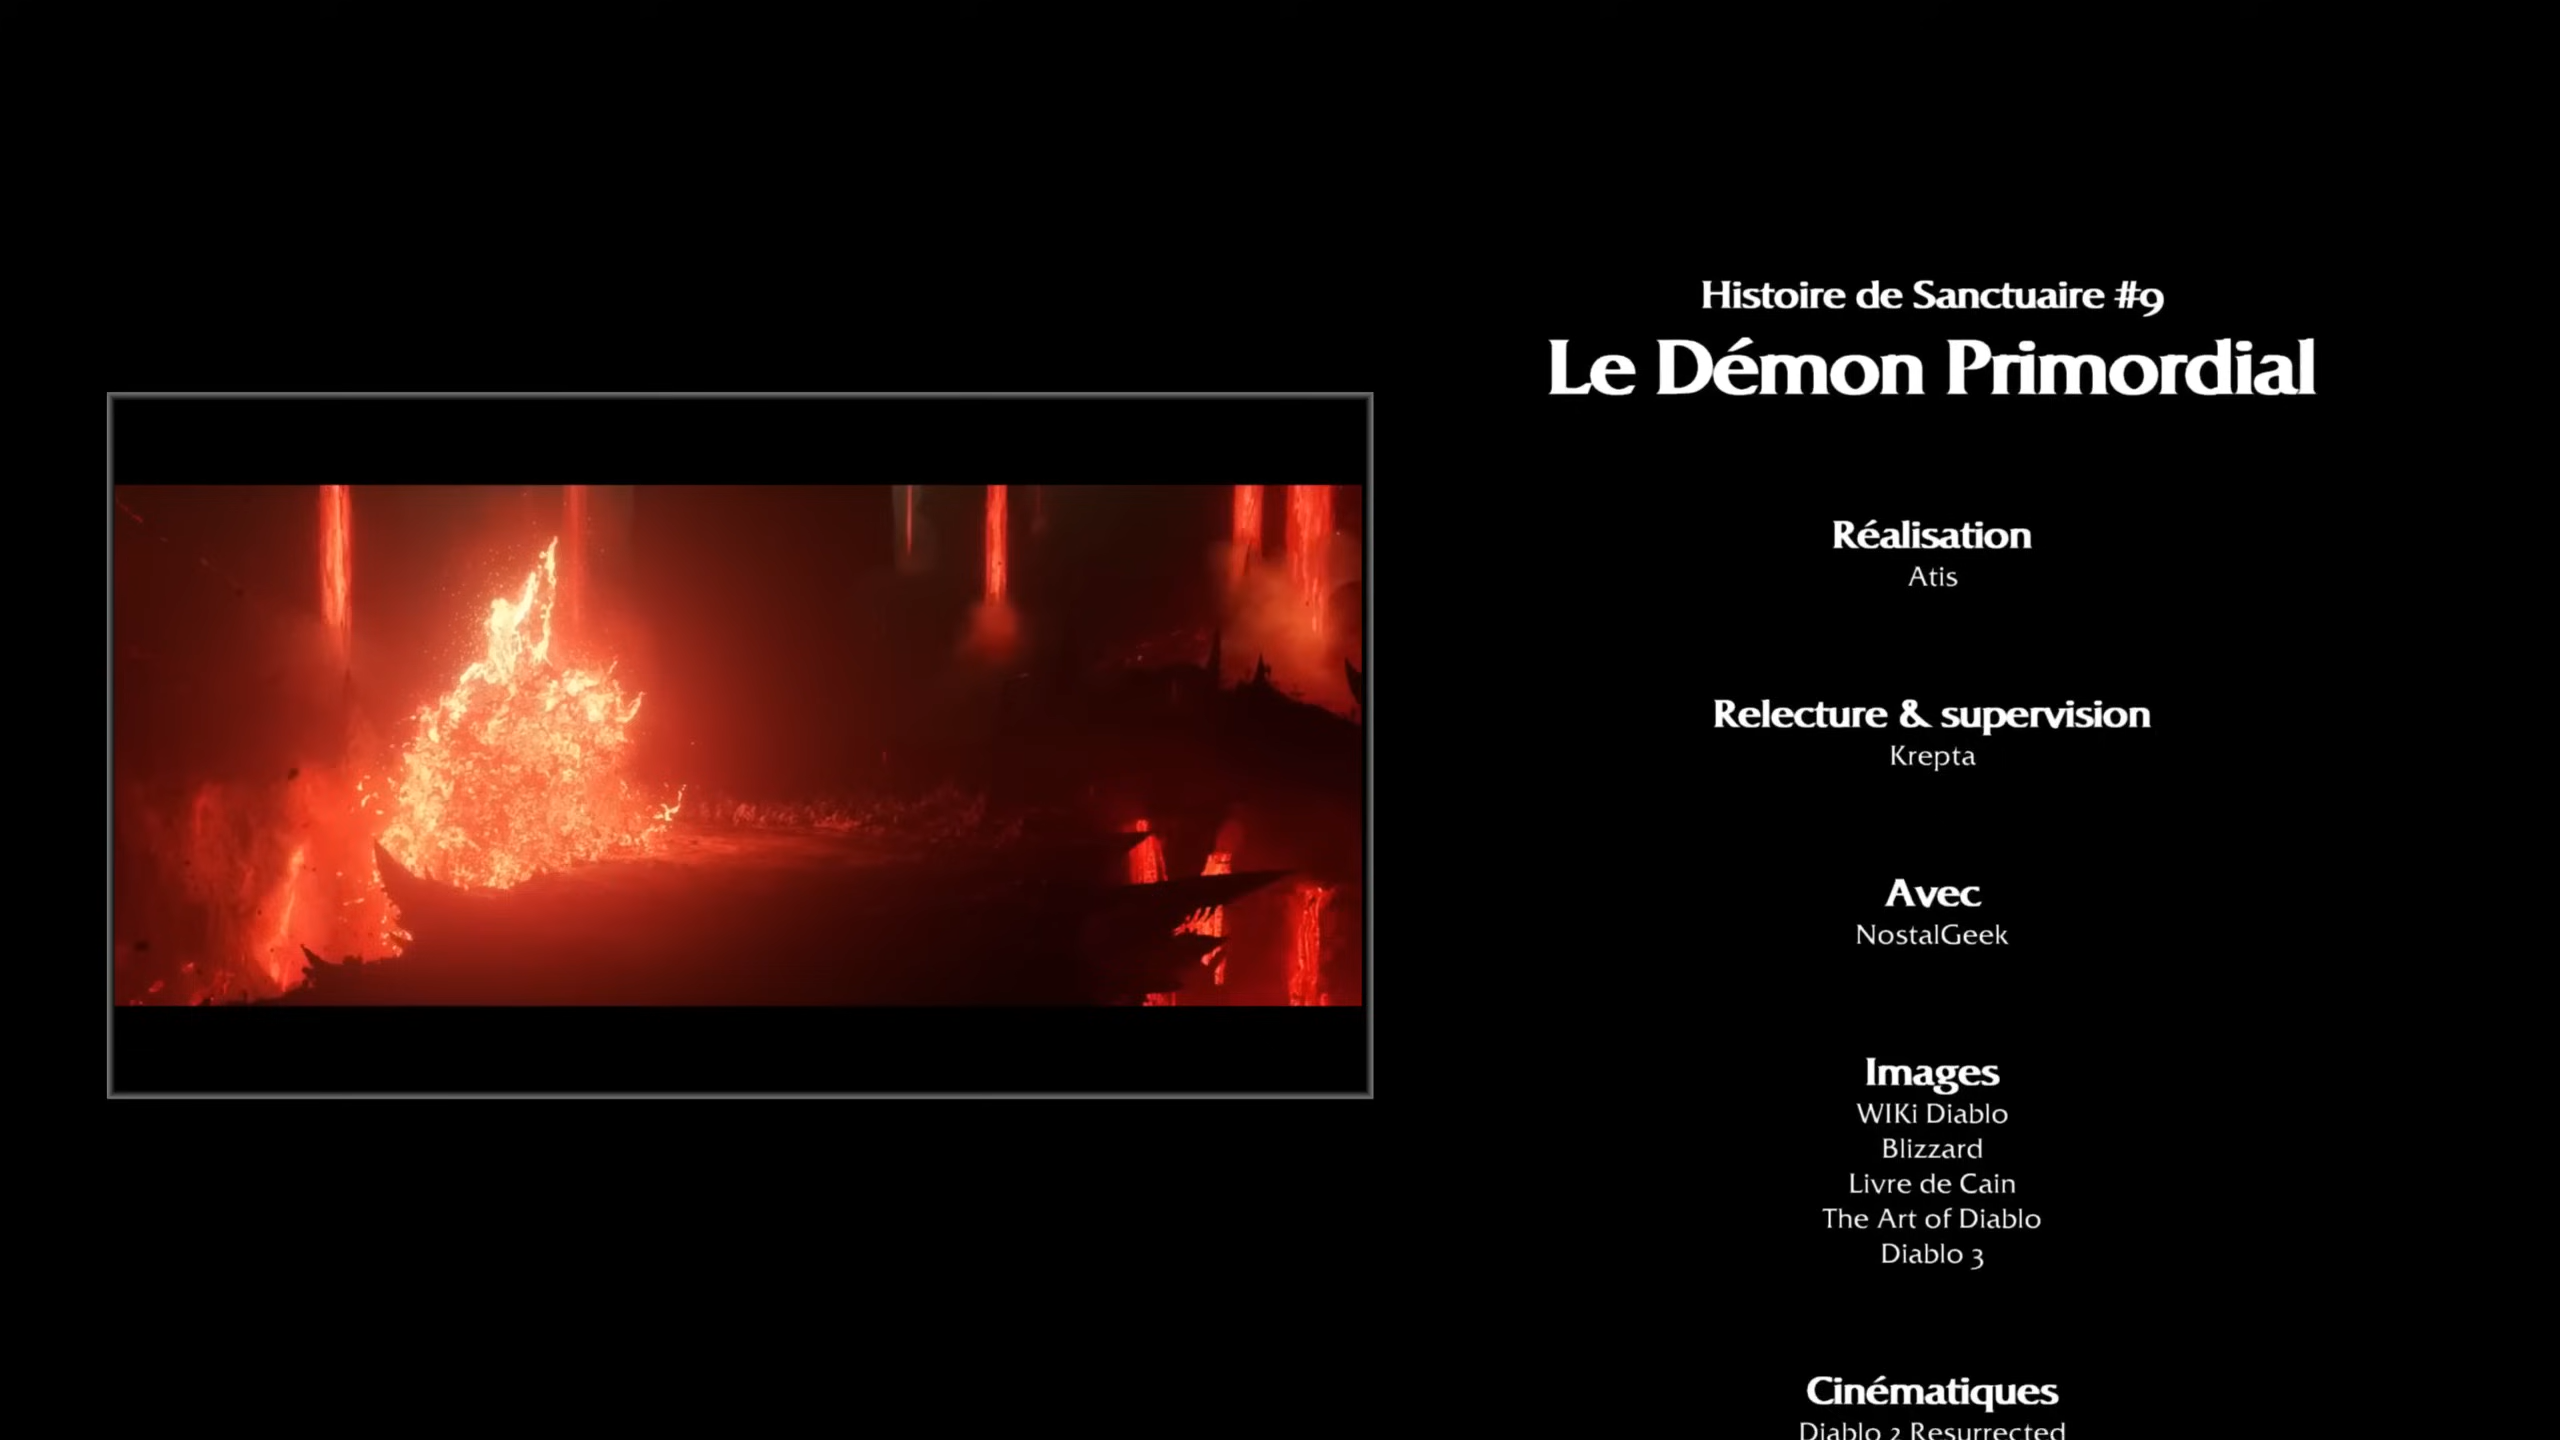 Histoire de Sanctuaire #9
Le Démon Primordial
Réalisation
Atis
Relecture & supervision
Krepta
Avec
NostalGeek
Images
WIKi Diablo
Blizzard
Livre de Cain
The Art of Diablo
Diablo 3
Cinématiques
Diablo 2 Resurrected